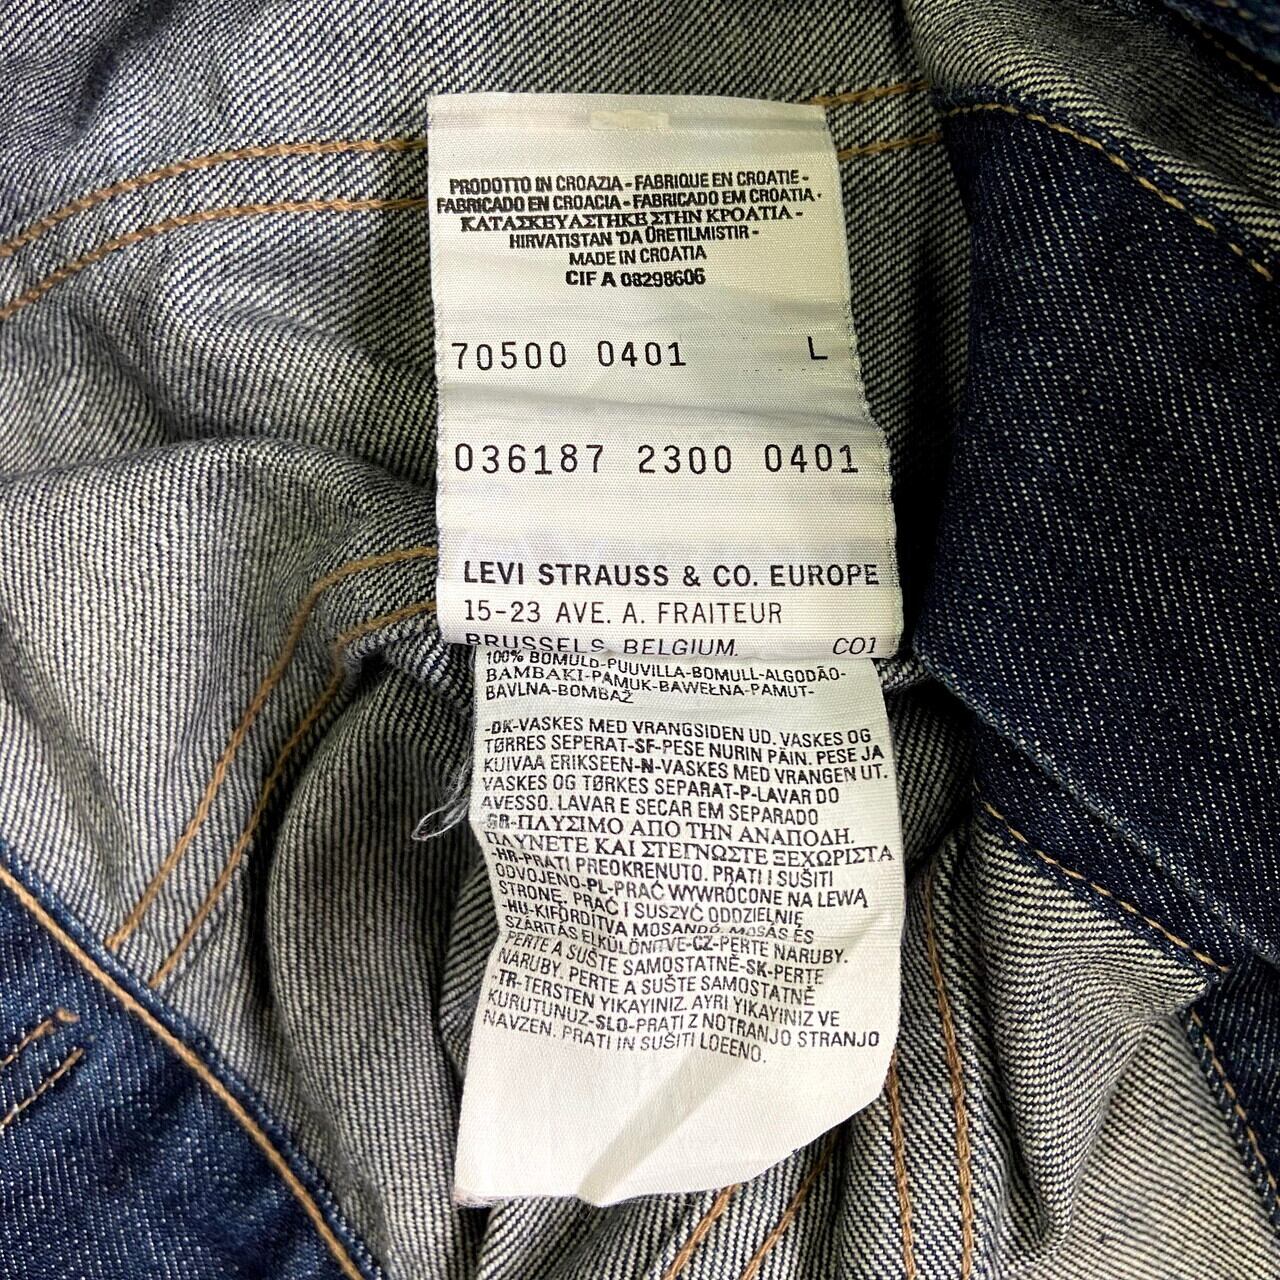 PRODOTTO IN CROAZIA - FABRIQUE EN CROATIE -
FABRICADO EN CROACIA - FABRICADO EM CROATIA -
ΚΑΤΑΣΚΕΥΑΣΤΗΚΕ ΣΤΗΝ ΚΡΟΑΤΙΑ -
HIRVATISTAN 'DA ÜRETILMISTIR -
MADE IN CROATIA
CIF A 08298606
70500 0401 L
036187 2300 0401
LEVI STRAUSS & CO. EUROPE
15-23 AVE. A. FRAITEUR
BRUSSELS, BELGIUM. C01
100% BOMULD-PUUVILLA-BOMULL-ALGODÃO-
BAMBAKI-PAMUK-BAWEŁNA-PAMUT-
BAVLNA-BOMBAŽ
-DK-VASKES MED VRANGSIDEN UD. VASKES OG
TØRRES SEPERAT-SF-PESE NURIN PÄIN. PESE JA
KUIVAA ERIKSEEN-N-VASKES MED VRANGEN UT.
VASKES OG TØRKES SEPARAT-P-LAVAR DO
AVESSO. LAVAR E SECAR EM SEPARADO
GR-ΠΛΥΣΙΜΟ ΑΠΟ ΤΗΝ ΑΝΑΠΟΔΗ.
ΠΛΥΝΕΤΕ ΚΑΙ ΣΤΕΓΝΩΣΤΕ ΞΕΧΩΡΙΣΤΑ
-HR-PRATI PREOKRENUTO. PRATI I SUŠITI
ODVOJENO-PL-PRAĆ WYWRÓCONE NA LEWĄ
STRONĘ. PRAĆ I SUSZYĆ ODDZIELNIE
-HU-KIFORDÍTVA MOSANDÓ. MOSÁS ÉS
SZÁRÍTÁS ELKÜLÖNÍTVE-CZ-PERTE NARUBY.
PERTE A SUŠTE SAMOSTATNĚ-SK-PERTE
NARUBY. PERTE A SUŠTE SAMOSTATNĚ
-TR-TERSTEN YIKAYINIZ. AYRI YIKAYINIZ VE
KURUTUNUZ-SLO-PRATI Z NOTRANJO STRANJO
NAVZEN. PRATI IN SUŠITI LOEENO.